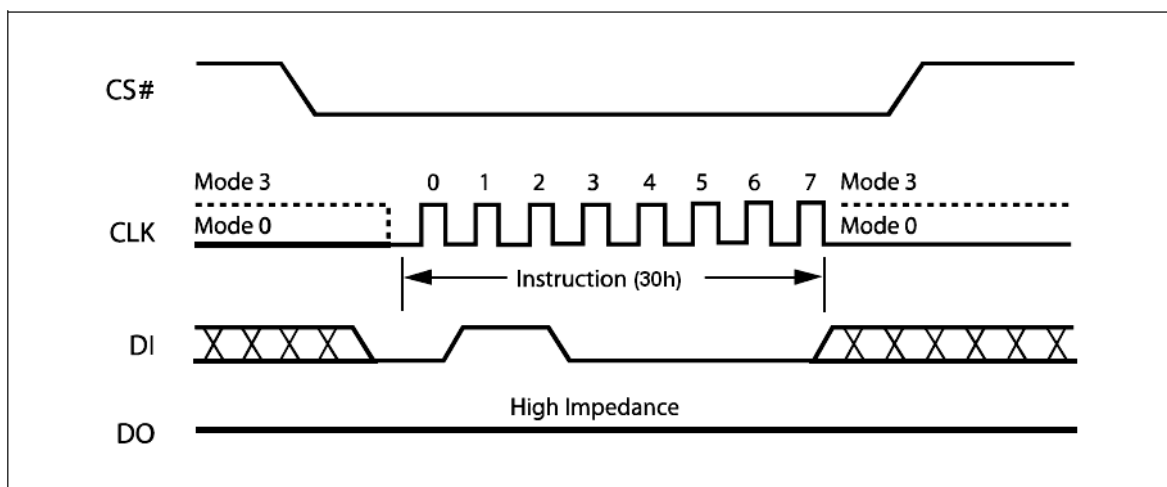 CS#
Mode 3 0 1 2 3 4 5 6 7 Mode 3
CLK Mode 0 Mode 0
Instruction (30h)
DI
High Impedance
DO